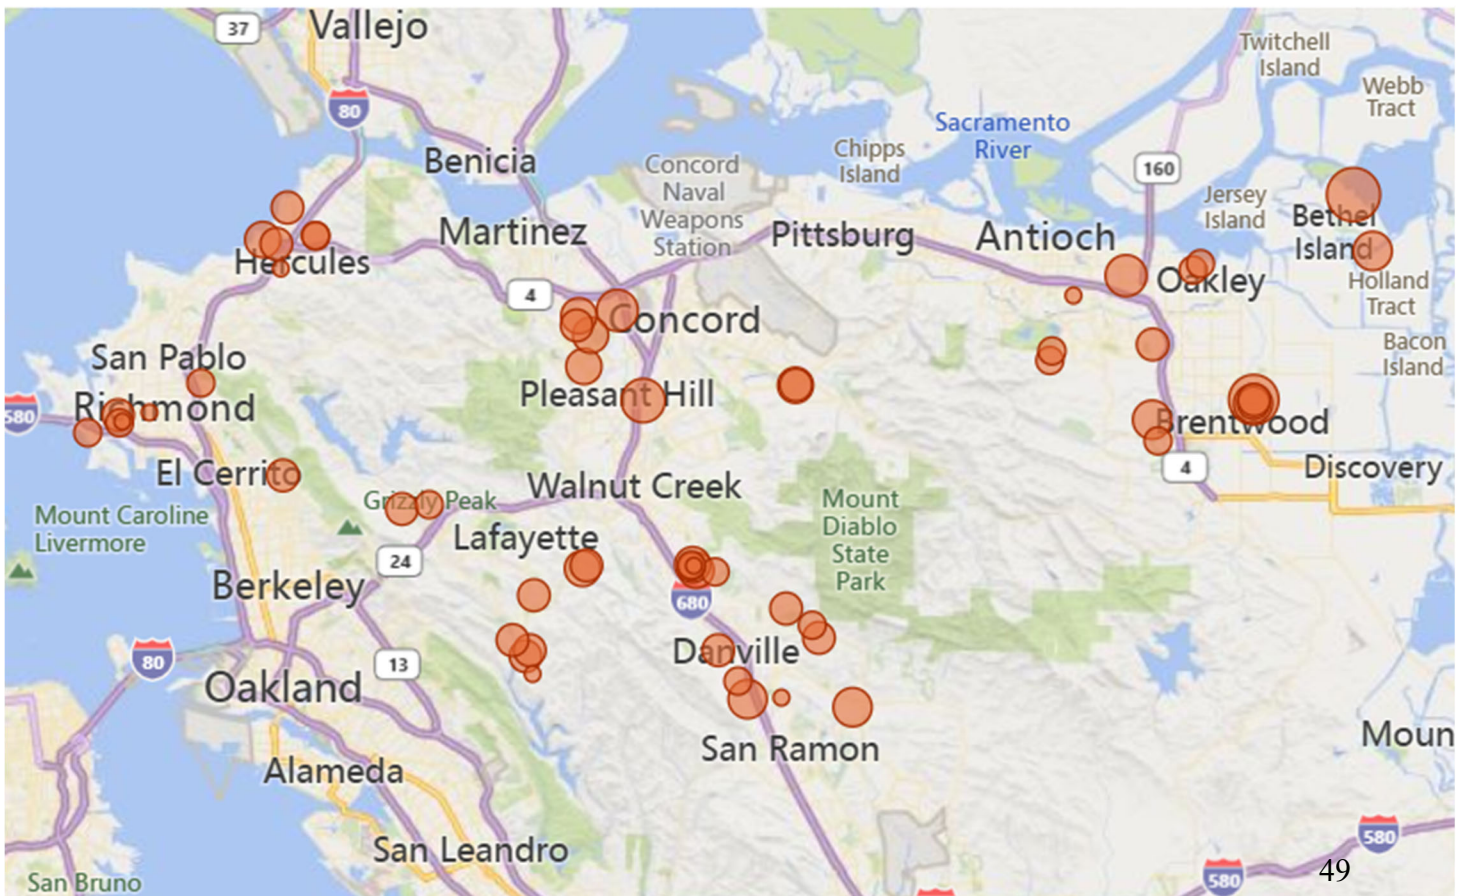 37
Vallejo
Twitchell
Island
Webb
Tract
80
Sacramento
River
Benicia
Concord
Naval
Weapons
Station
Chipps
Island
160
Jersey
Island
Bethel
Island
Martinez
Pittsburg
Antioch
Hercules
Oakley
Holland
Tract
4
Concord
Bacon
Island
San Pablo
Pleasant Hill
Richmond
580
Brentwood
El Cerrito
4
Discovery
Walnut Creek
Grizzly Peak
Mount Caroline
Livermore
Mount
Diablo
State
Park
Lafayette
24
Berkeley
680
Danville
80
13
Oakland
San Ramon
Moun
Alameda
580
San Leandro
49
580
San Bruno